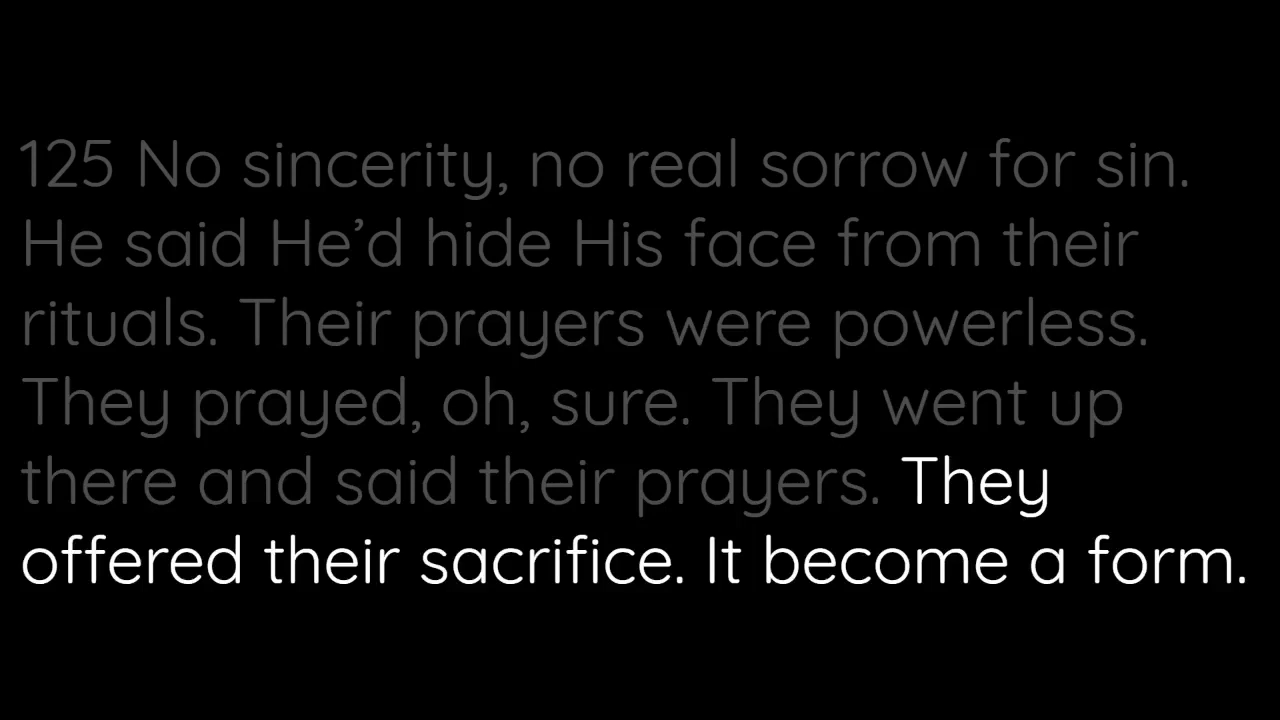 125 No sincerity, no real sorrow for sin.
He said He’d hide His face from their
rituals. Their prayers were powerless.
They prayed, oh, sure. They went up
there and said their prayers. They
offered their sacrifice. It become a form.